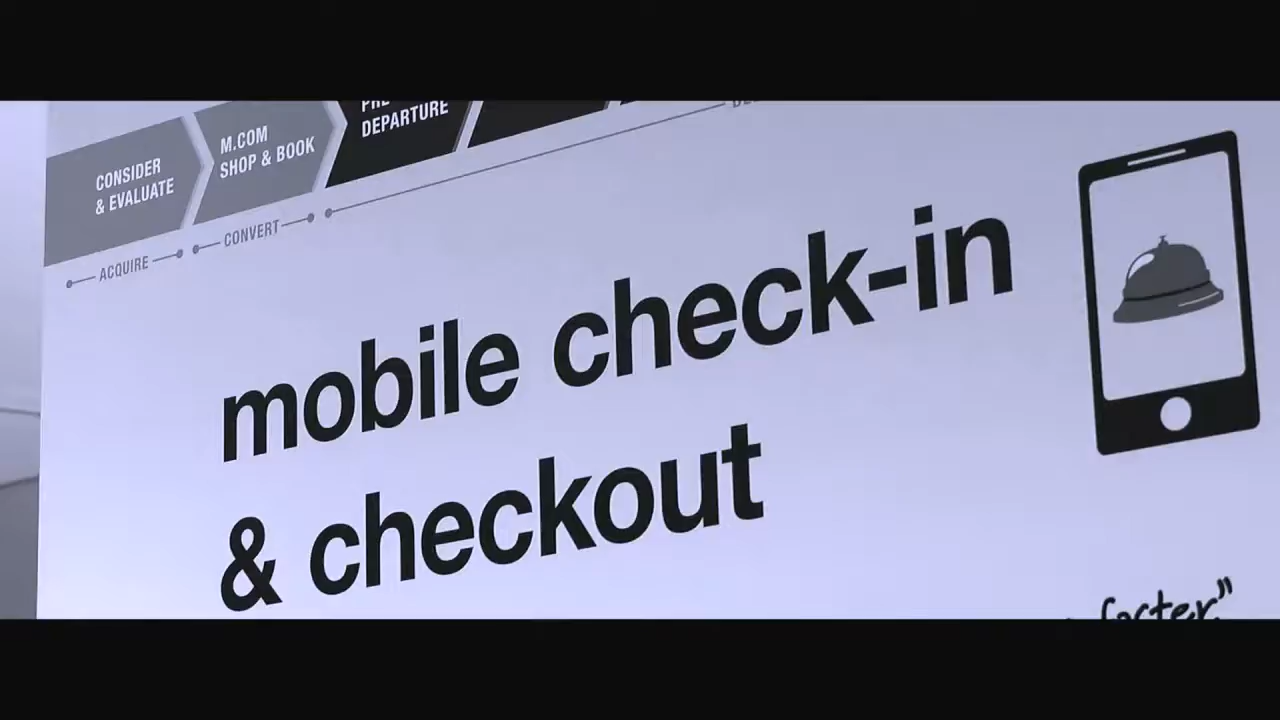 CONSIDER
& EVALUATE
M.COM
SHOP & BOOK
DEPARTURE
ACQUIRE
CONVERT
mobile check-in
& checkout